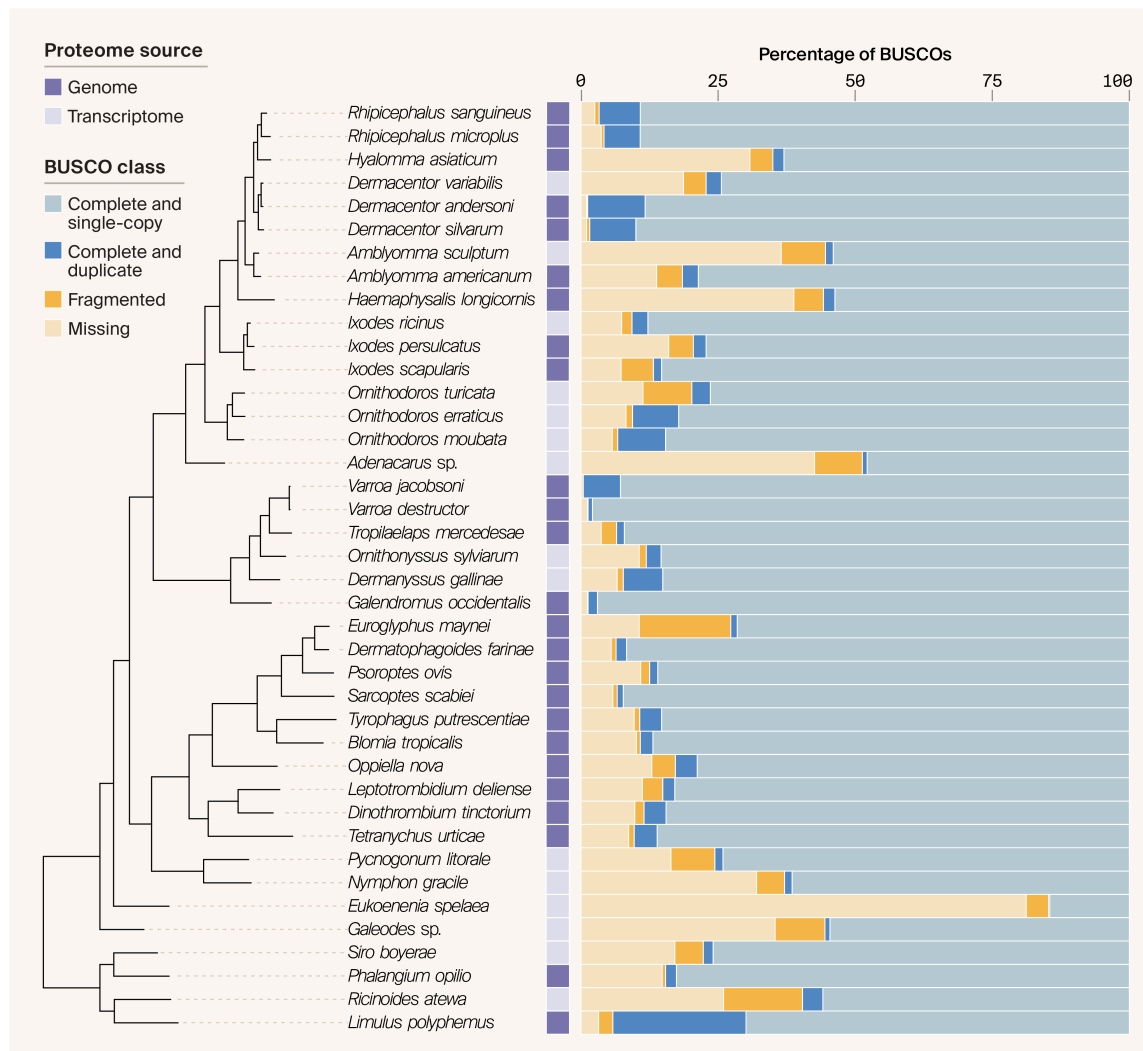 Proteome source
Genome
Transcriptome
BUSCO class
Complete and
single-copy
Complete and
duplicate
Fragmented
Missing
Percentage of BUSCOs
0 25 50 75 100
Rhipicephalus sanguineus
Rhipicephalus microplus
Hyalomma asiaticum
Dermacentor variabilis
Dermacentor andersoni
Dermacentor silvarum
Amblyomma sculptum
Amblyomma americanum
Haemaphysalis longicornis
Ixodes ricinus
Ixodes persulcatus
Ixodes scapularis
Ornithodoros turicata
Ornithodoros erraticus
Ornithodoros moubata
Adenacarus sp.
Varroa jacobsoni
Varroa destructor
Tropilaelaps mercedesae
Ornithonyssus sylviarum
Dermanyssus gallinae
Galendromus occidentalis
Euroglyphus maynei
Dermatophagoides farinae
Psoroptes ovis
Sarcoptes scabiei
Tyrophagus putrescentiae
Blomia tropicalis
Oppiella nova
Leptotrombidium deliense
Dinothrombium tinctorium
Tetranychus urticae
Pycnogonum litorale
Nymphon gracile
Eukoenenia spelaea
Galeodes sp.
Siro boyerae
Phalangium opilio
Ricinoides atewa
Limulus polyphemus